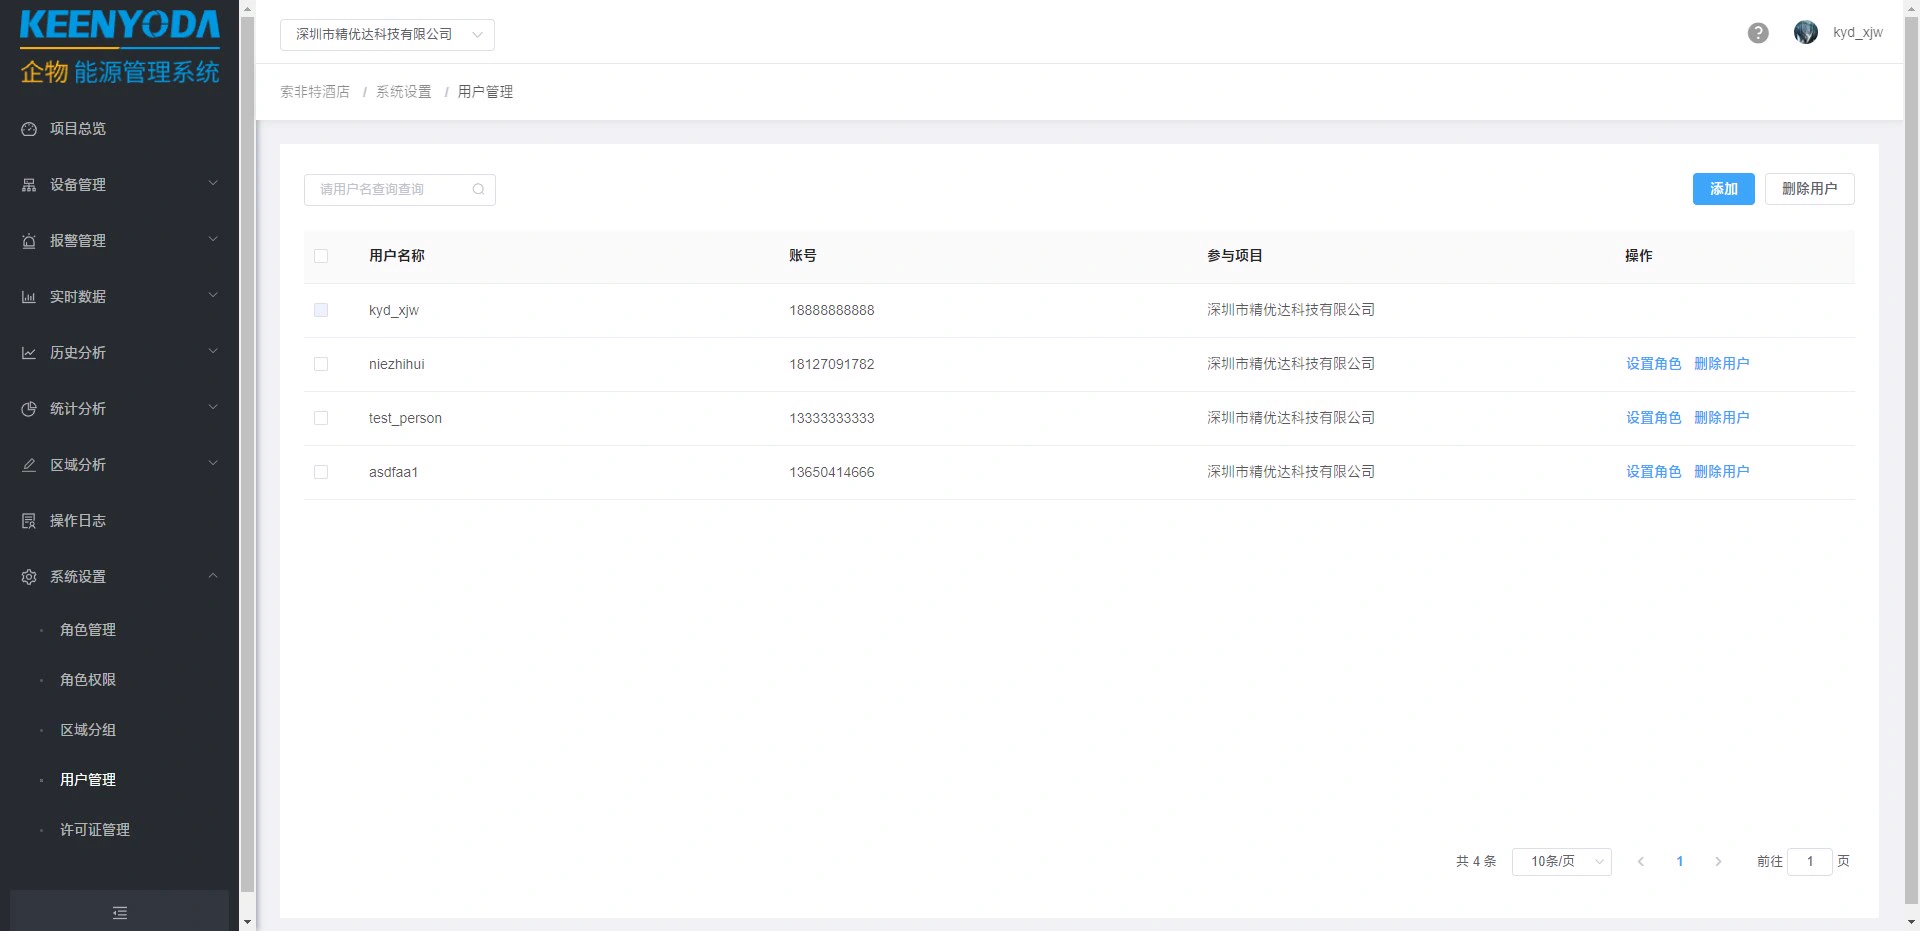 KEENYODA
企物 能源管理系统
项目总览
设备管理
报警管理
实时数据
历史分析
统计分析
区域分析
操作日志
系统设置
角色管理
角色权限
区域分组
用户管理
许可证管理
深圳市精优达科技有限公司
kyd_xjw
索非特酒店 / 系统设置 / 用户管理
请用户名查询查询
添加 删除用户
用户名称 账号 参与项目 操作
kyd_xjw 18888888888 深圳市精优达科技有限公司
niezhihui 18127091782 深圳市精优达科技有限公司 设置角色 删除用户
test_person 13333333333 深圳市精优达科技有限公司 设置角色 删除用户
asdfaa1 13650414666 深圳市精优达科技有限公司 设置角色 删除用户
共 4 条 10条/页 1 前往 1 页